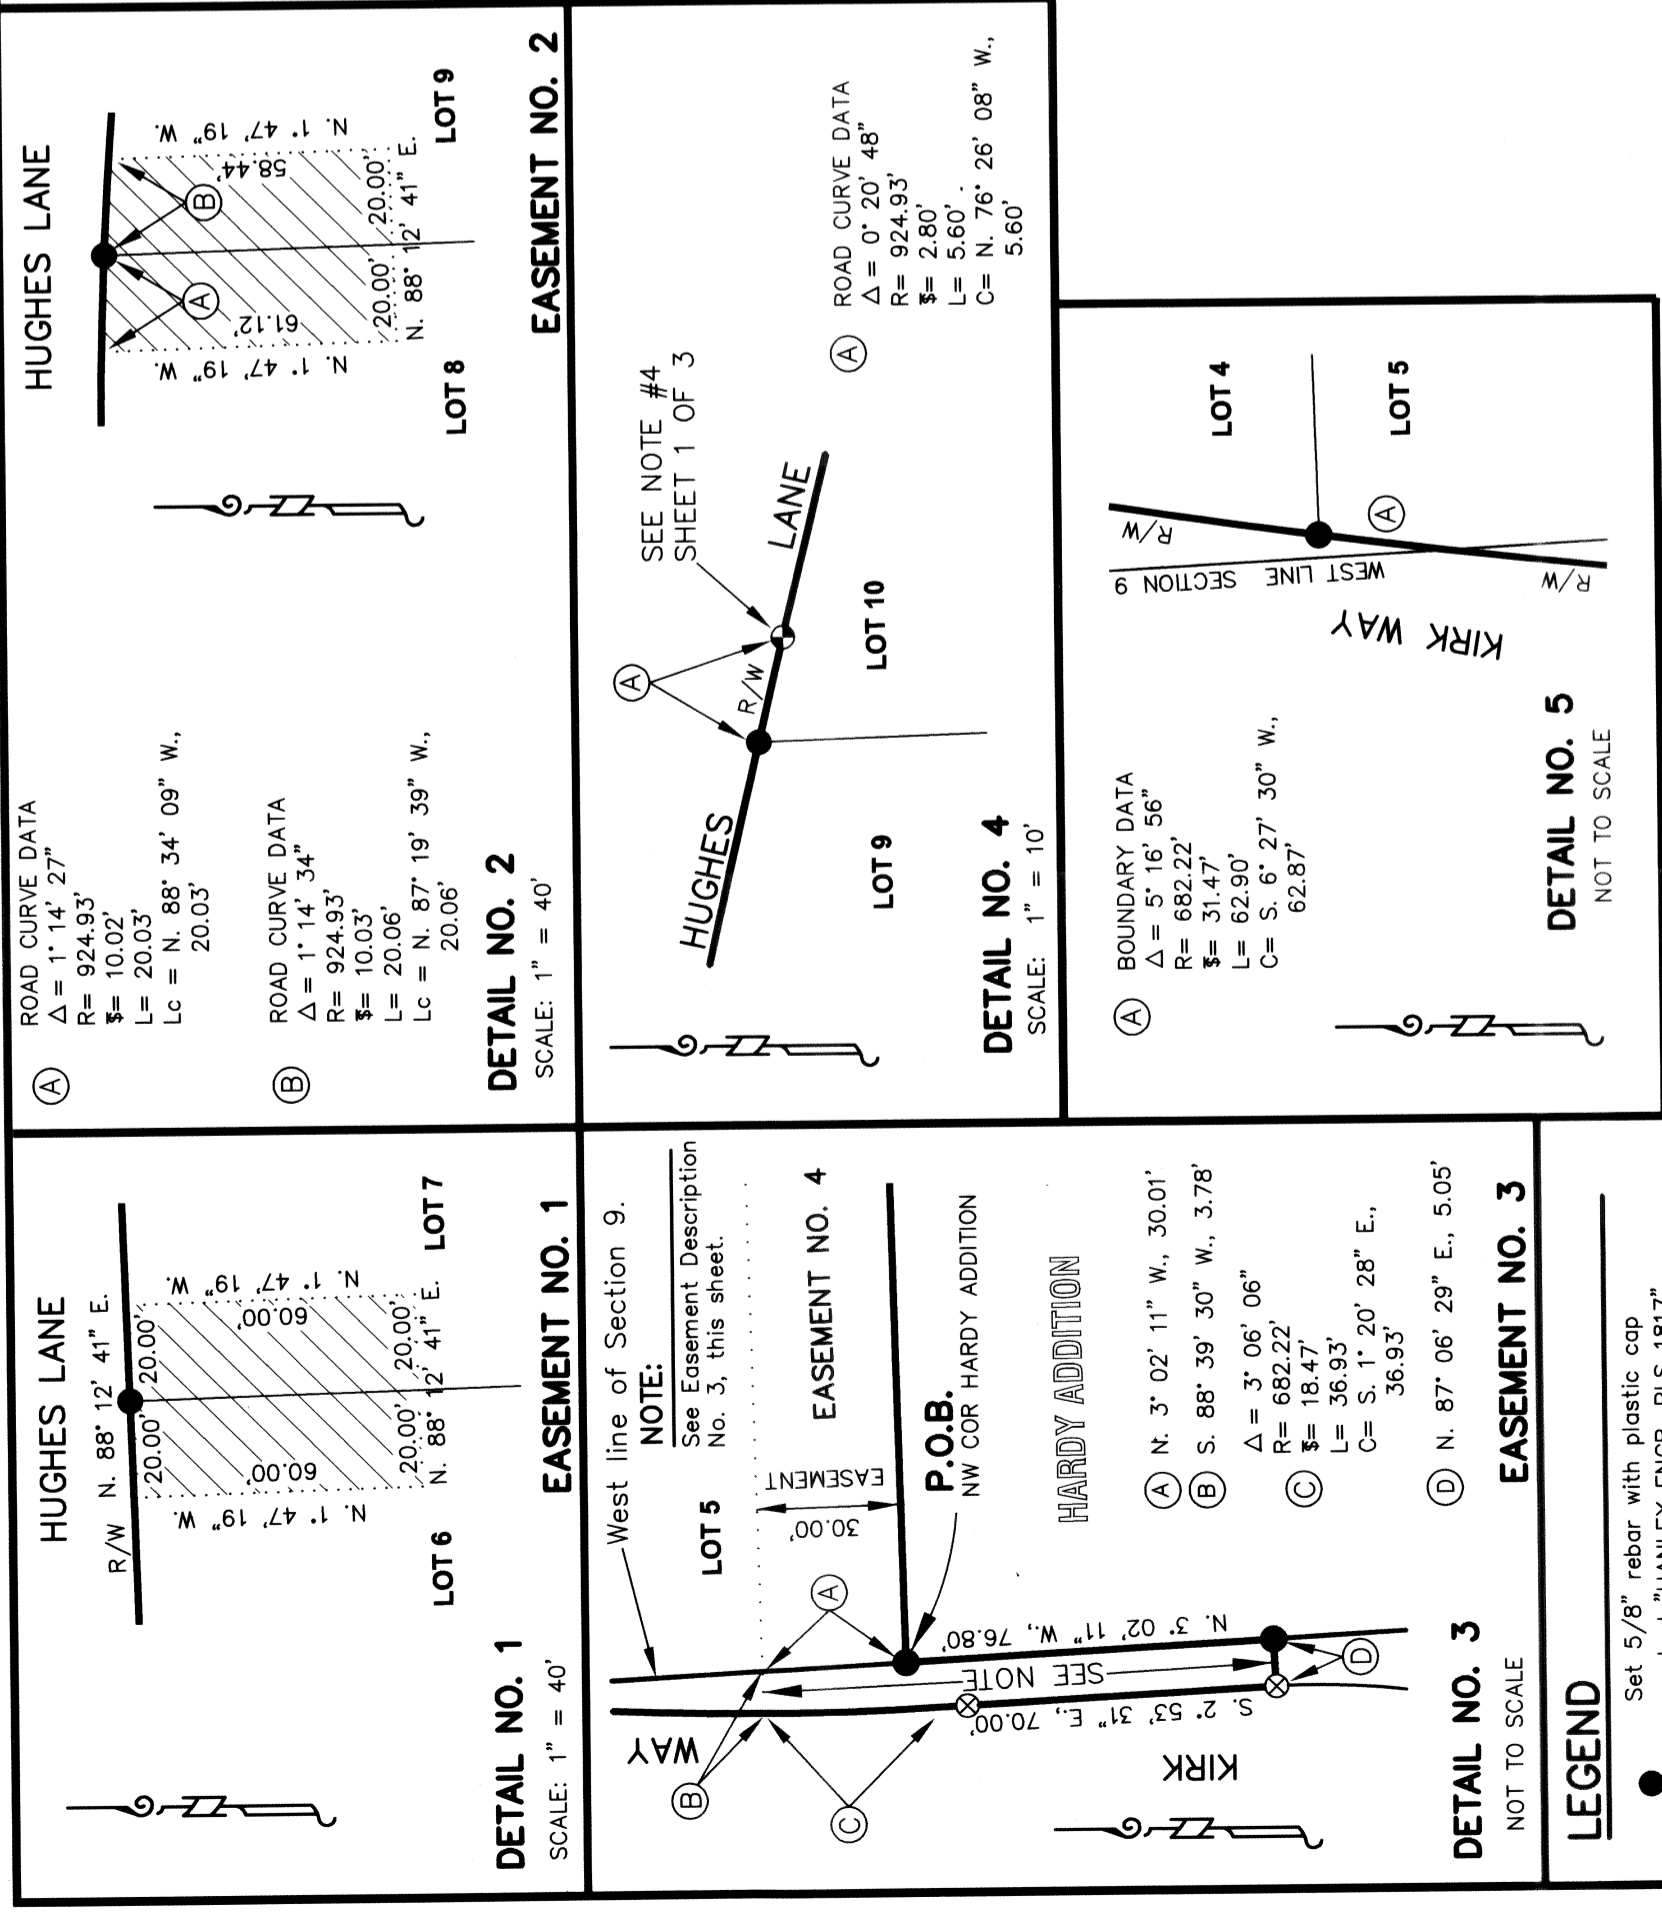 HUGHES LANE
R/W N. 88° 12' 41" E.
20.00' 20.00'
N. 1° 47' 19" W.
60.00'
60.00'
N. 1° 47' 19" W.
20.00' 20.00'
N. 88° 12' 41" E.
LOT 6
LOT 7
DETAIL NO. 1
SCALE: 1" = 40'
EASEMENT NO. 1
A
ROAD CURVE DATA
Δ = 1° 14' 27"
R= 924.93'
= 10.02'
L= 20.03'
Lc = N. 88° 34' 09" W.,
20.03'
B
ROAD CURVE DATA
Δ = 1° 14' 34"
R= 924.93'
= 10.03'
L= 20.06'
Lc = N. 87° 19' 39" W.,
20.06'
HUGHES LANE
A
B
N. 1° 47' 19" W.
61.12'
58.44'
N. 1° 47' 19" W.
20.00' 20.00'
N. 88° 12' 41" E.
LOT 8
LOT 9
DETAIL NO. 2
SCALE: 1" = 40'
EASEMENT NO. 2
West line of Section 9.
NOTE:
See Easement Description
No. 3, this sheet.
LOT 5
EASEMENT NO. 4
30.00'
EASEMENT
A
B
C
WAY
KIRK
P.O.B.
NW COR HARDY ADDITION
HARDY ADDITION
N. 3° 02' 11" W., 76.80'
SEE NOTE
S. 2° 53' 31" E., 70.00'
D
A N. 3° 02' 11" W., 30.01'
B S. 88° 39' 30" W., 3.78'
Δ = 3° 06' 06"
C R= 682.22'
= 18.47'
L= 36.93'
C= S. 1° 20' 28" E.,
36.93'
D N. 87° 06' 29" E., 5.05'
DETAIL NO. 3
NOT TO SCALE
EASEMENT NO. 3
HUGHES
LANE
A
R/W
SEE NOTE #4
SHEET 1 OF 3
LOT 9
LOT 10
A
ROAD CURVE DATA
Δ = 0° 20' 48"
R= 924.93'
= 2.80'
L= 5.60'
C= N. 76° 26' 08" W.,
5.60'
DETAIL NO. 4
SCALE: 1" = 10'
A
BOUNDARY DATA
Δ = 5° 16' 56"
R= 682.22'
= 31.47'
L= 62.90'
C= S. 6° 27' 30" W.,
62.87'
R/W
WEST LINE SECTION 9
R/W
KIRK WAY
LOT 4
A
LOT 5
DETAIL NO. 5
NOT TO SCALE
LEGEND
Set 5/8" rebar with plastic cap